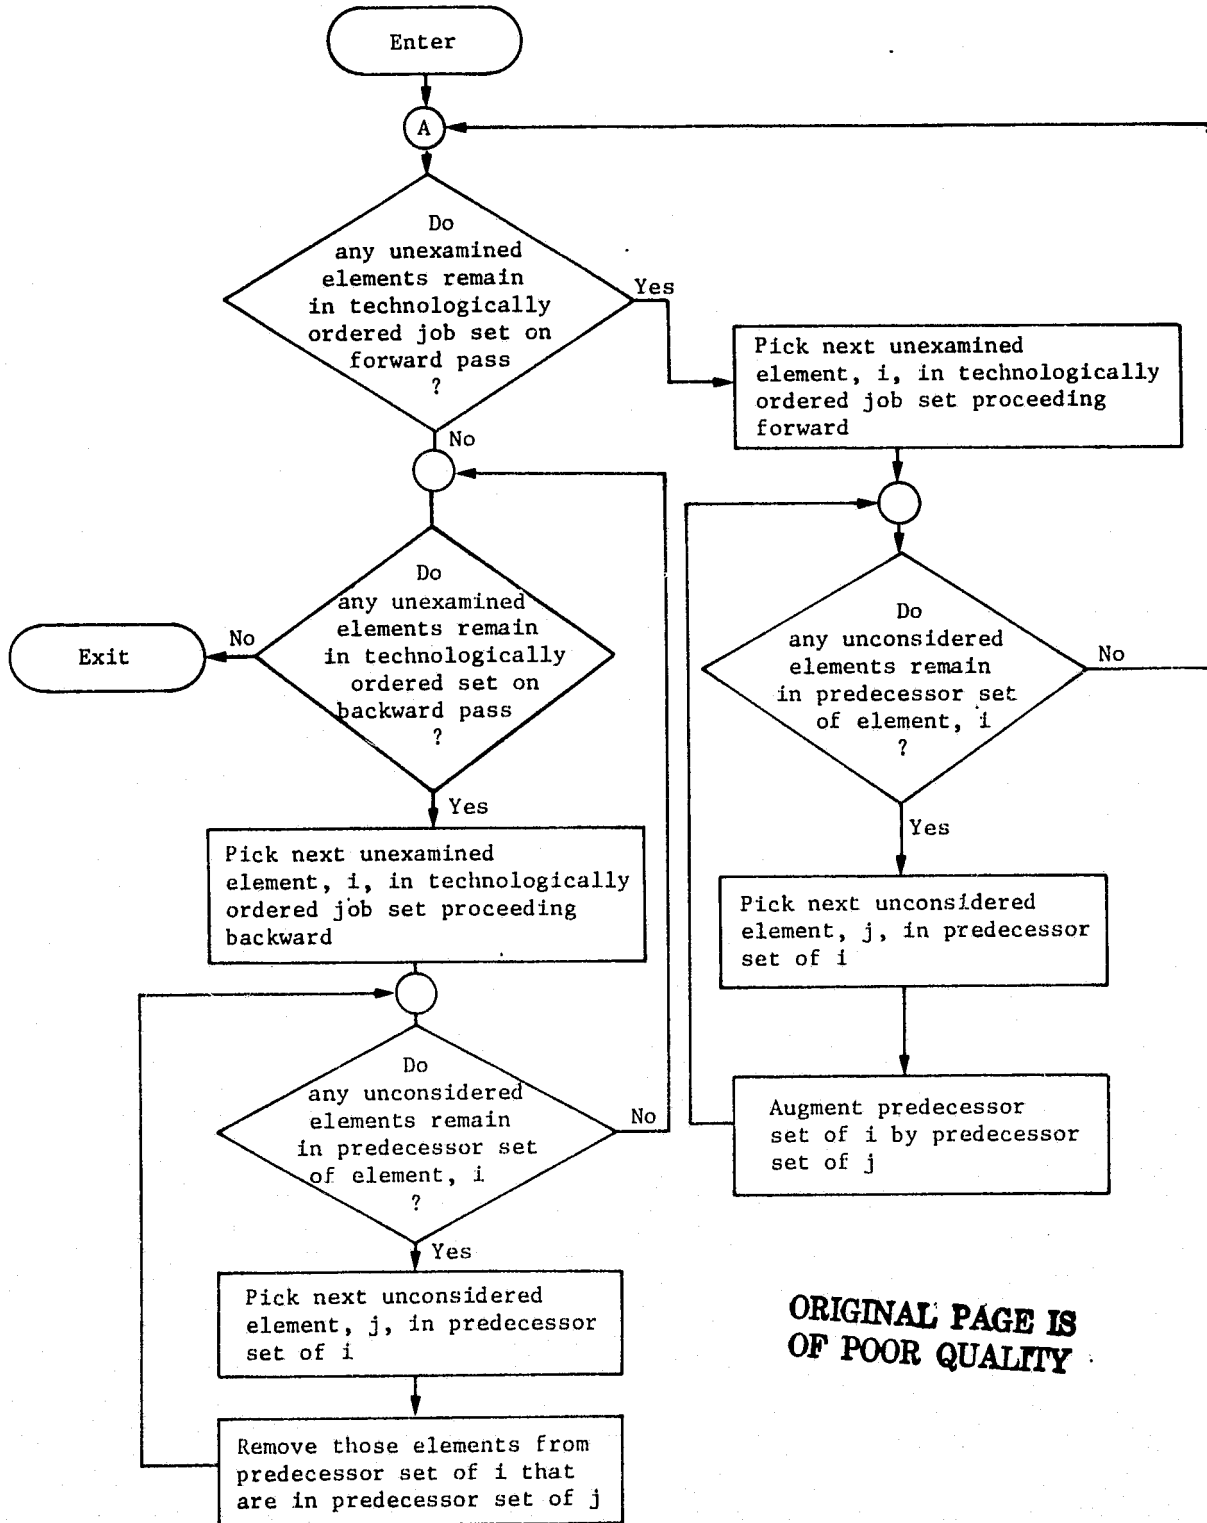 Enter
A
Do
any unexamined
elements remain
in technologically
ordered job set on
forward pass
?
Yes
No
Pick next unexamined
element, i, in technologically
ordered job set proceeding
forward
Do
any unconsidered
elements remain
in predecessor set
of element, i
?
No
Yes
Pick next unconsidered
element, j, in predecessor
set of i
Augment predecessor
set of i by predecessor
set of j
Do
any unexamined
elements remain
in technologically
ordered set on
backward pass
?
No
Exit
Yes
Pick next unexamined
element, i, in technologically
ordered job set proceeding
backward
Do
any unconsidered
elements remain
in predecessor set
of element, i
?
No
Yes
Pick next unconsidered
element, j, in predecessor
set of i
Remove those elements from
predecessor set of i that
are in predecessor set of j
ORIGINAL PAGE IS
OF POOR QUALITY